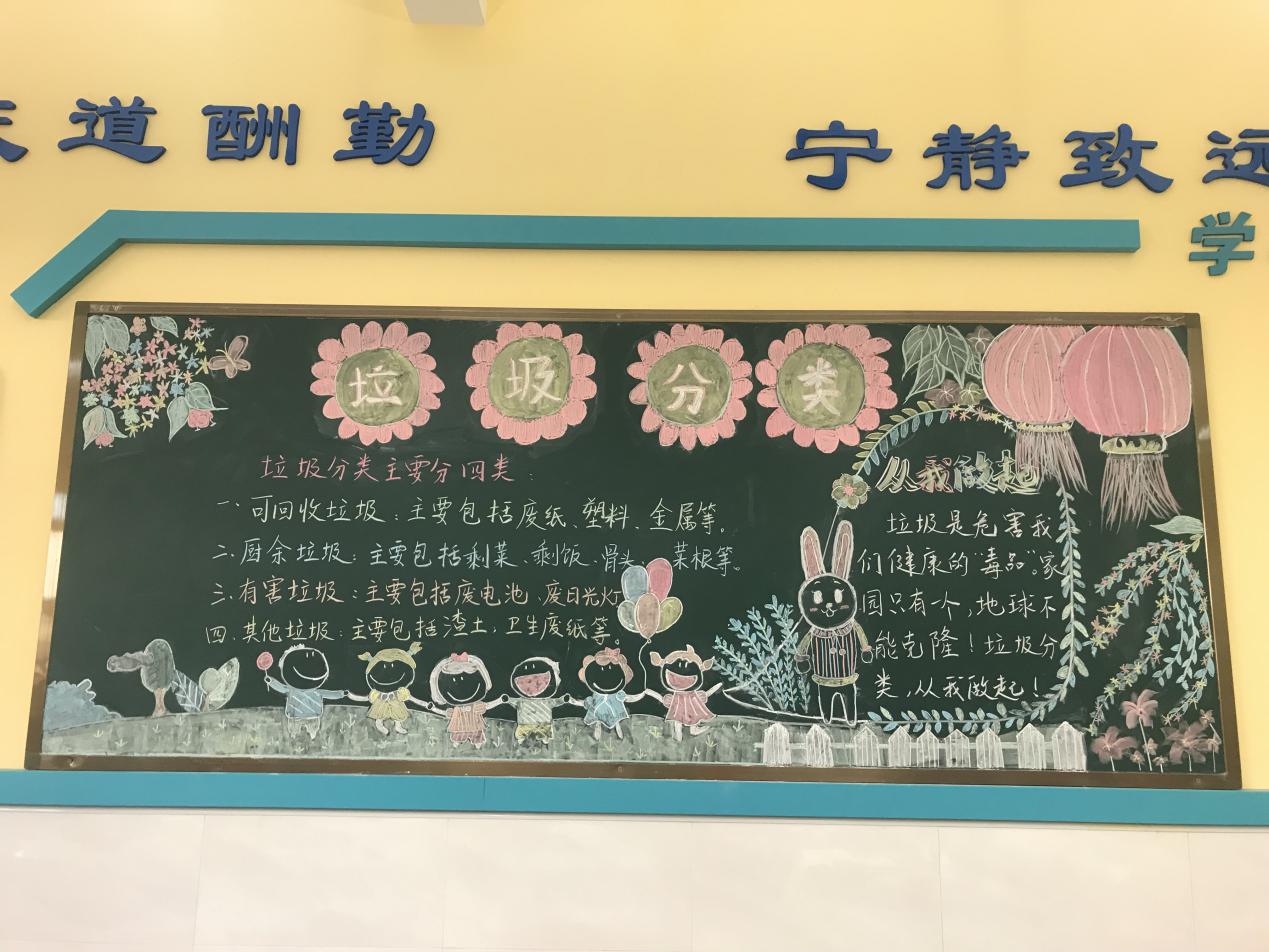 道酬勤
宁静致远
学
垃圾分类
垃圾分类主要分四类：
一、可回收垃圾：主要包括废纸、塑料、金属等。
二、厨余垃圾：主要包括剩菜、剩饭、骨头、菜根等。
三、有害垃圾：主要包括废电池、废日光灯
四、其他垃圾：主要包括渣土，卫生废纸等。
从我做起
垃圾是危害我
们健康的“毒品”。家
园只有一个，地球不
能克隆！垃圾分
类，从我做起！